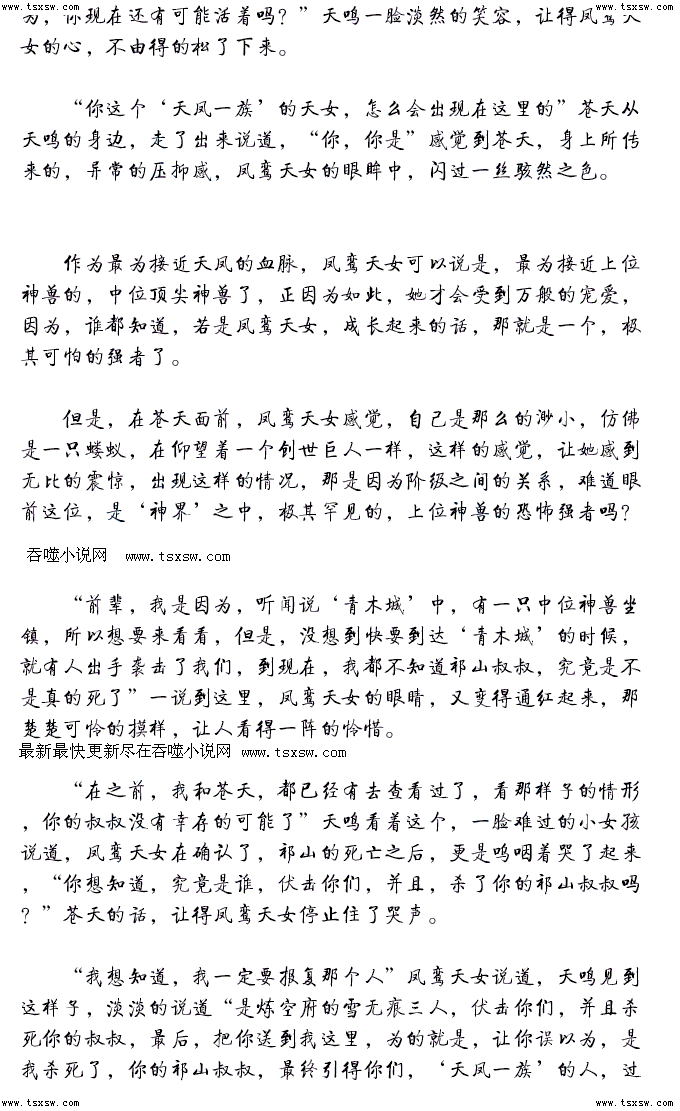 www.tsxsw.com www.tsxsw.com www.tsxsw.com www.tsxsw.com
为，你现在还有可能活着吗？”天鸣一脸淡然的笑容，让得凤鸾天
女的心，不由得的松了下来。
“你这个‘天凤一族’的天女，怎么会出现在这里的”苍天从
天鸣的身边，走了出来说道，“你，你是”感觉到苍天，身上所传
来的，异常的压抑感，凤鸾天女的眼眸中，闪过一丝骇然之色。
作为最为接近天凤的血脉，凤鸾天女可以说是，最为接近上位
神兽的，中位顶尖神兽了，正因为如此，她才会受到万般的宠爱，
因为，谁都知道，若是凤鸾天女，成长起来的话，那就是一个，极
其可怕的强者了。
但是，在苍天面前，凤鸾天女感觉，自己是那么的渺小，仿佛
是一只蝼蚁，在仰望着一个创世巨人一样，这样的感觉，让她感到
无比的震惊，出现这样的情况，那是因为阶级之间的关系，难道眼
前这位，是‘神界’之中，极其罕见的，上位神兽的恐怖强者吗？
吞噬小说网 www.tsxsw.com
“前辈，我是因为，听闻说‘青木城’中，有一只中位神兽坐
镇，所以想要来看看，但是，没想到快要到达‘青木城’的时候，
就有人出手袭击了我们，到现在，我都不知道祁山叔叔，究竟是不
是真的死了”一说到这里，凤鸾天女的眼睛，又变得通红起来，那
楚楚可怜的摸样，让人看得一阵的怜惜。
最新最快更新尽在吞噬小说网 www.tsxsw.com
“在之前，我和苍天，都已经有去查看过了，看那样子的情形
，你的叔叔没有幸存的可能了”天鸣看着这个，一脸难过的小女孩
说道，凤鸾天女在确认了，祁山的死亡之后，更是呜咽着哭了起来
，“你想知道，究竟是谁，伏击你们，并且，杀了你的祁山叔叔吗
？”苍天的话，让得凤鸾天女停止住了哭声。
“我想知道，我一定要报复那个人”凤鸾天女说道，天鸣见到
这样子，淡淡的说道“是炼空府的雪无痕三人，伏击你们，并且杀
死你的叔叔，最后，把你送到我这里，为的就是，让你误以为，是
我杀死了，你的祁山叔叔，最终引得你们，‘天凤一族’的人，过
www.tsxsw.com www.tsxsw.com www.tsxsw.com www.tsxsw.com